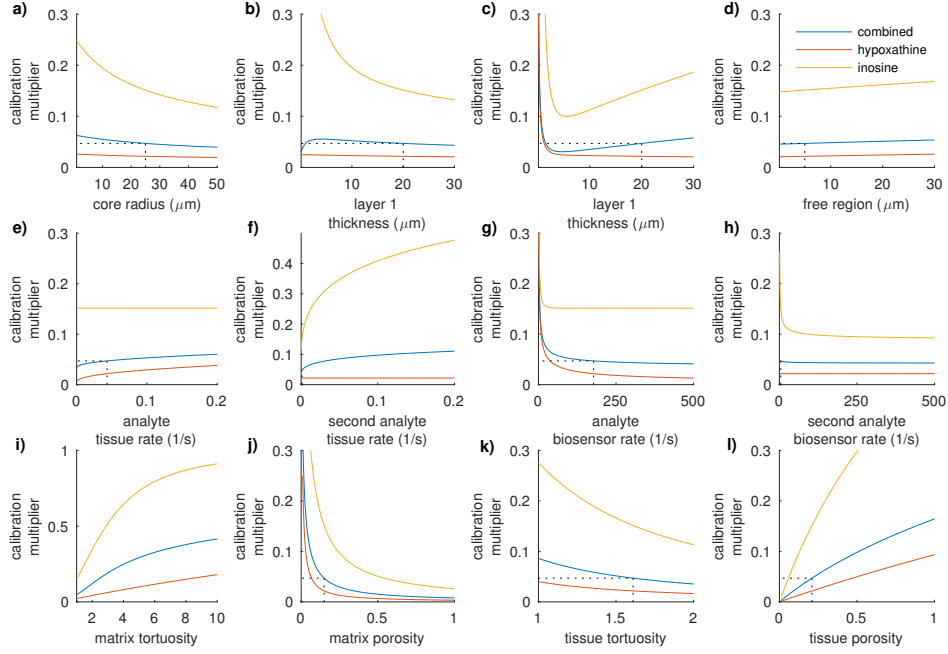 a)
calibration
multiplier
0.3
0.2
0.1
0
10 20 30 40 50
core radius (μm)
b)
calibration
multiplier
0.3
0.2
0.1
0
0 10 20 30
layer 1
thickness (μm)
c)
calibration
multiplier
0.3
0.2
0.1
0
0 10 20 30
layer 1
thickness (μm)
d)
calibration
multiplier
0.3
0.2
0.1
0
0 10 20 30
free region (μm)
combined
hypoxathine
inosine
e)
calibration
multiplier
0.3
0.2
0.1
0
0 0.1 0.2
analyte
tissue rate (1/s)
f)
calibration
multiplier
0.4
0.2
0.1
0
0 0.1 0.2
second analyte
tissue rate (1/s)
g)
calibration
multiplier
0.3
0.2
0.1
0
0 250 500
analyte
biosensor rate (1/s)
h)
calibration
multiplier
0.3
0.2
0.1
0
0 250 500
second analyte
biosensor rate (1/s)
i)
calibration
multiplier
1
0.5
0
2 4 6 8 10
matrix tortuosity
j)
calibration
multiplier
0.3
0.2
0.1
0
0 0.5 1
matrix porosity
k)
calibration
multiplier
0.3
0.2
0.1
0
1 1.5 2
tissue tortuosity
l)
calibration
multiplier
0.3
0.2
0.1
0
0 0.5 1
tissue porosity